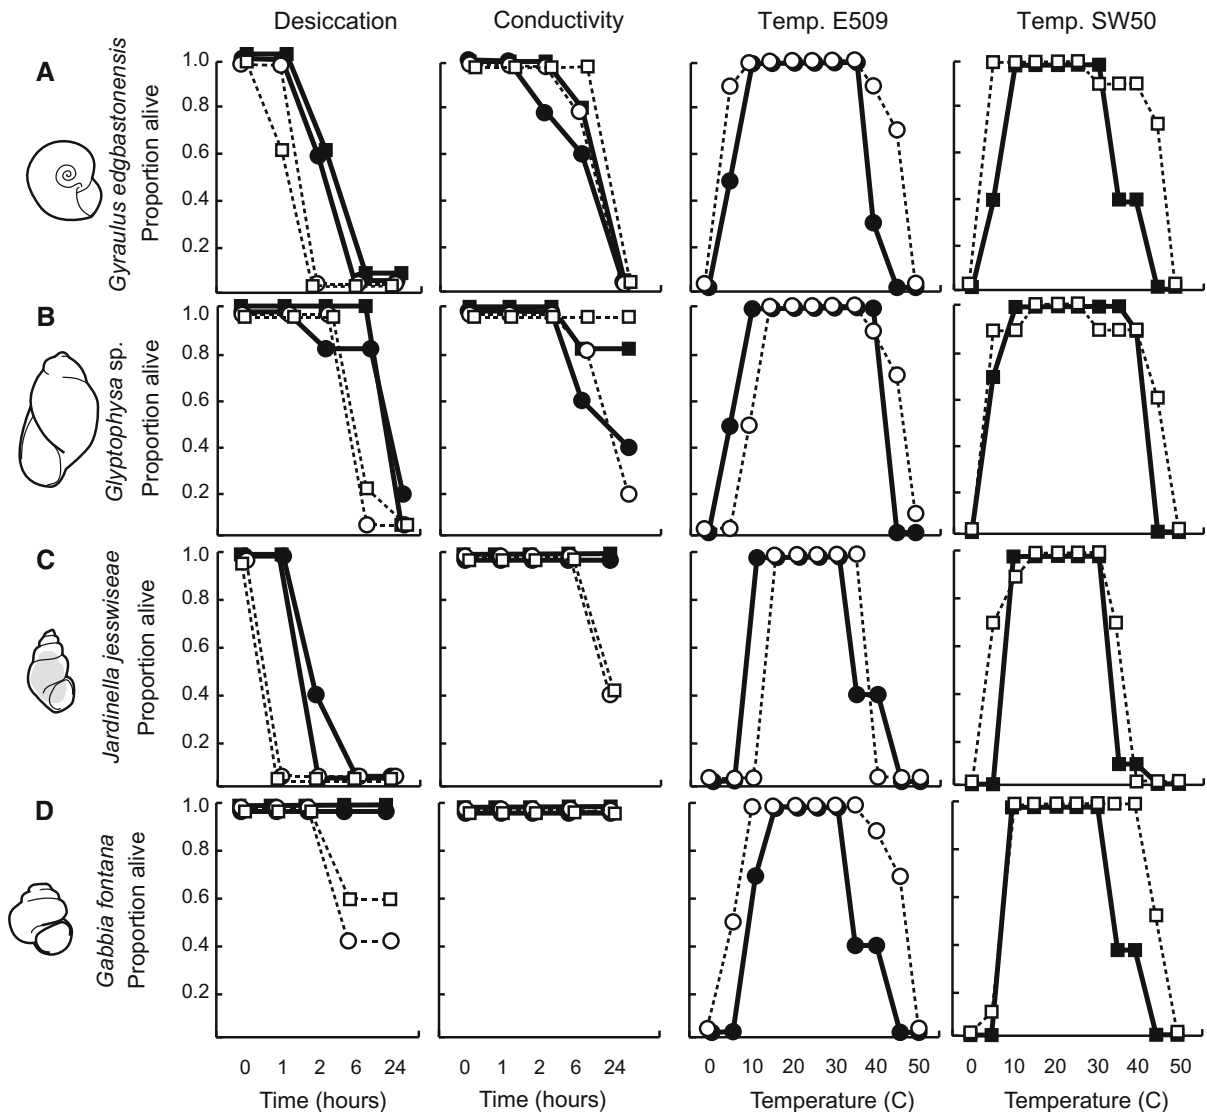 Desiccation Conductivity Temp. E509 Temp. SW50
A
Gyraulus edgbastonensis
Proportion alive
1.0
0.8
0.6
0.4
0.2
B
Glyptophysa sp.
Proportion alive
1.0
0.8
0.6
0.4
0.2
C
Jardinella jesswiseae
Proportion alive
1.0
0.8
0.6
0.4
0.2
D
Gabbia fontana
Proportion alive
1.0
0.8
0.6
0.4
0.2
0 1 2 6 24 0 1 2 6 24 0 10 20 30 40 50 0 10 20 30 40 50
Time (hours) Time (hours) Temperature (C) Temperature (C)